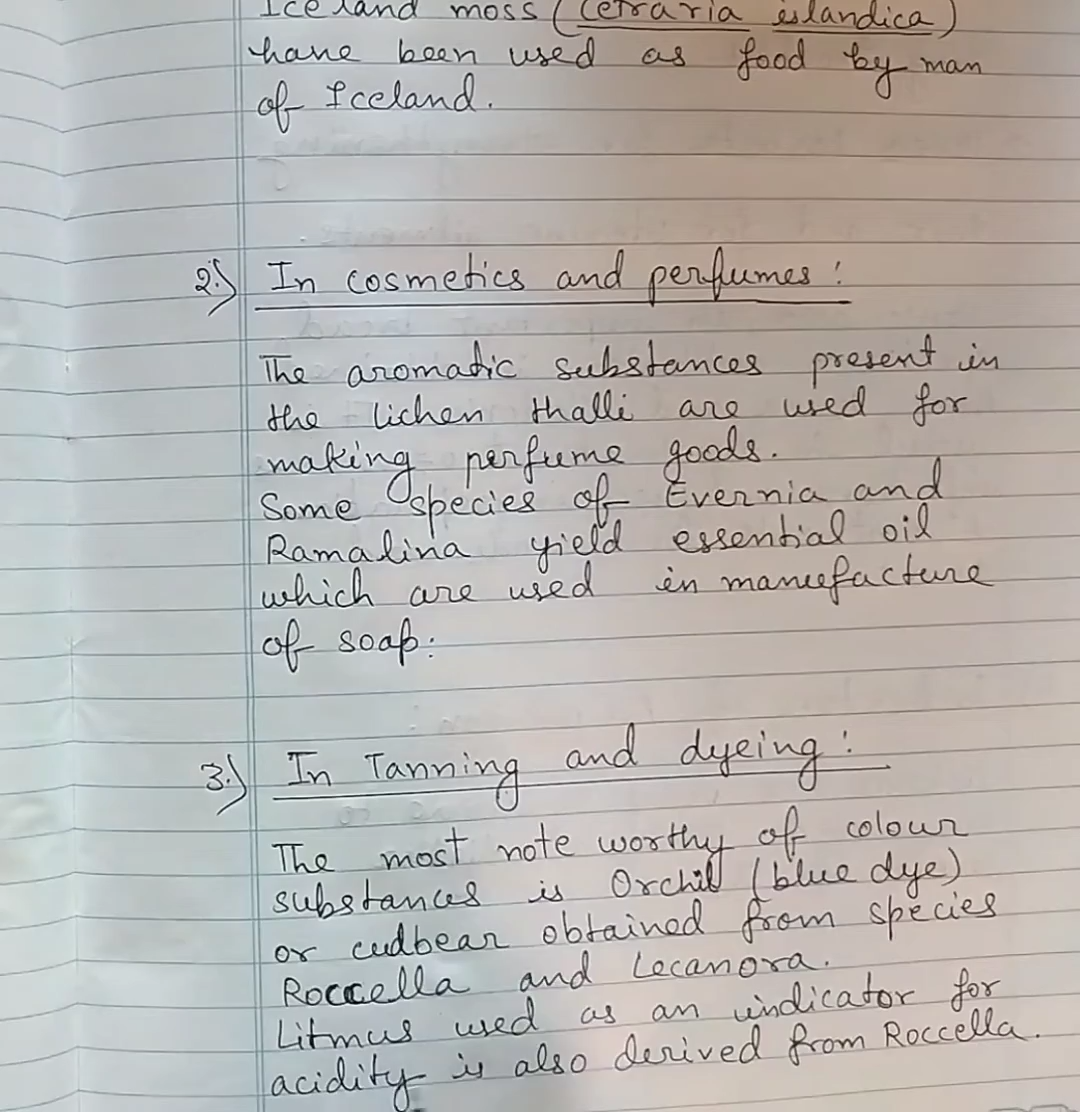 Iceland moss (Cetraria islandica)
have been used as food by man
of Iceland.
2.) In cosmetics and perfumes :
The aromatic substances present in
the lichen thalli are used for
making perfume goods.
Some species of Evernia and
Ramalina yield essential oil
which are used in manufacture
of soap.
3.) In Tanning and dyeing :
The most note worthy of colour
substances is Orchil (blue dye)
or cudbear obtained from species
Roccella and Lecanora.
Litmus used as an indicator for
acidity is also derived from Roccella.